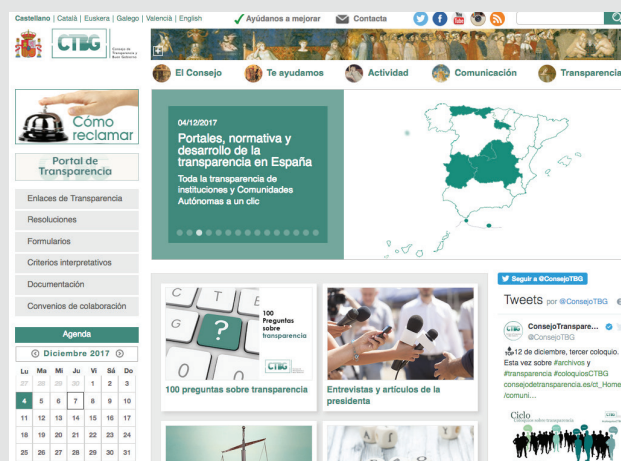 Castellano | Català | Euskera | Galego | Valencià | English
Ayúdanos a mejorar
Contacta
CTBG
Consejo de
Transparencia y
Buen Gobierno
El Consejo
Te ayudamos
Actividad
Comunicación
Transparencia
Cómo
reclamar
Portal de
Transparencia
Enlaces de Transparencia
Resoluciones
Formularios
Criterios interpretativos
Documentación
Convenios de colaboración
Agenda
Diciembre 2017
Lu Ma Mi Ju Vi Sá Do
27 28 29 30 1 2 3
4 5 6 7 8 9 10
11 12 13 14 15 16 17
18 19 20 21 22 23 24
25 26 27 28 29 30 31
04/12/2017
Portales, normativa y
desarrollo de la
transparencia en España
Toda la transparencia de
instituciones y Comunidades
Autónomas a un clic
C T E
G ?
O O
100
Preguntas
sobre
transparencia
CTBG
100 preguntas sobre transparencia
Entrevistas y artículos de la
presidenta
Seguir a @ConsejoTBG
Tweets por @ConsejoTBG
CTBG
ConsejoTranspare...
@ConsejoTBG
12 de diciembre, tercer coloquio.
Esta vez sobre #archivos y
#transparencia #coloquiosCTBG
consejodetransparencia.es/ct_Home
/comuni...
Ciclo
Coloquios sobre transparencia